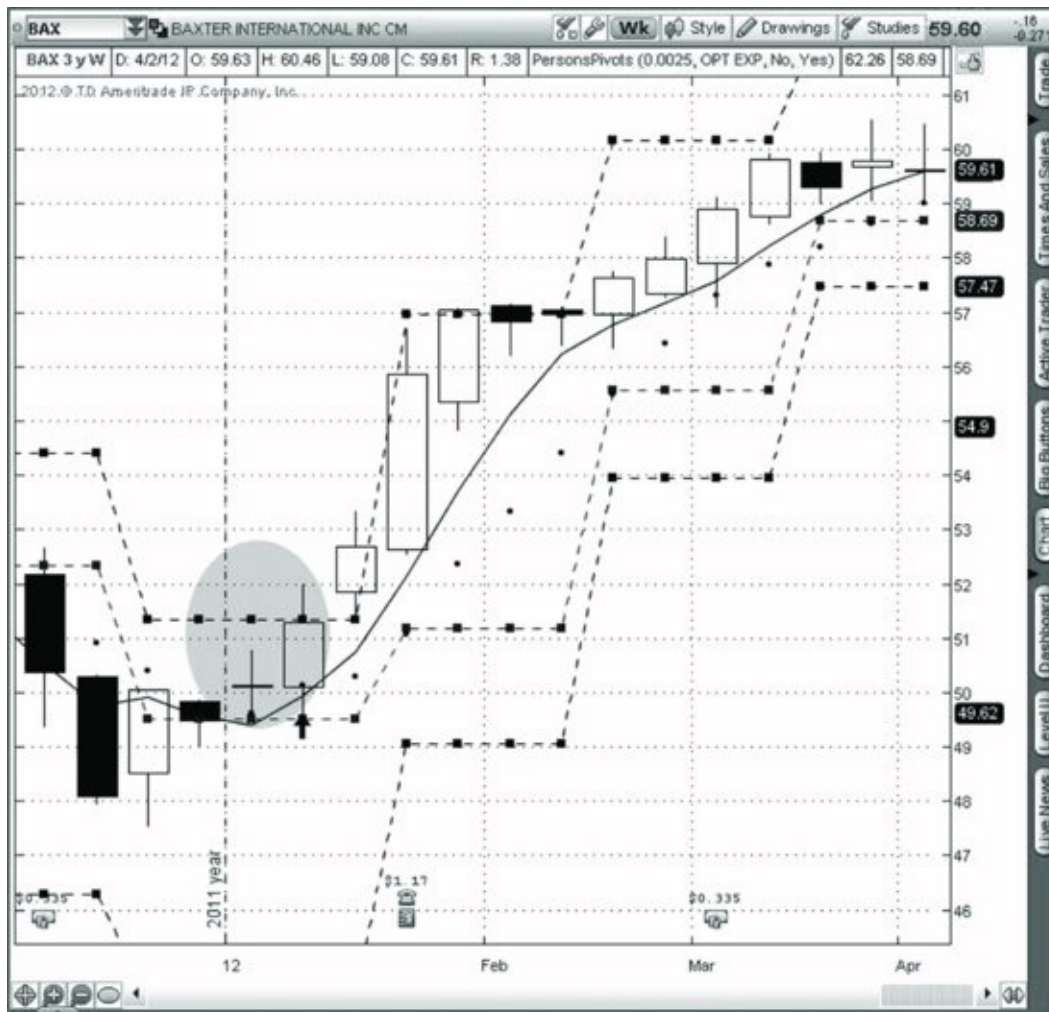 BAX BAXTER INTERNATIONAL INC CM Wk Style Drawings Studies 59.60 -.16
-0.27%
BAX 3 y W D: 4/2/12 O: 59.63 H: 60.46 L: 59.08 C: 59.61 R: 1.38 PersonsPivots (0.0025, OPT EXP, No, Yes) 62.26 58.69
2012 © TD Ameritrade IP Company, Inc.
61
60
59.61
59
58.69
58
57.47
57
56
55
54.9
54
53
52
51
50
49.62
49
48
47
46
2011 year
$0.335
$1.17
$0.335
12 Feb Mar Apr
Trade
Times And Sales
Active Trader
Big Buttons
Chart
Dashboard
Level II
Live News